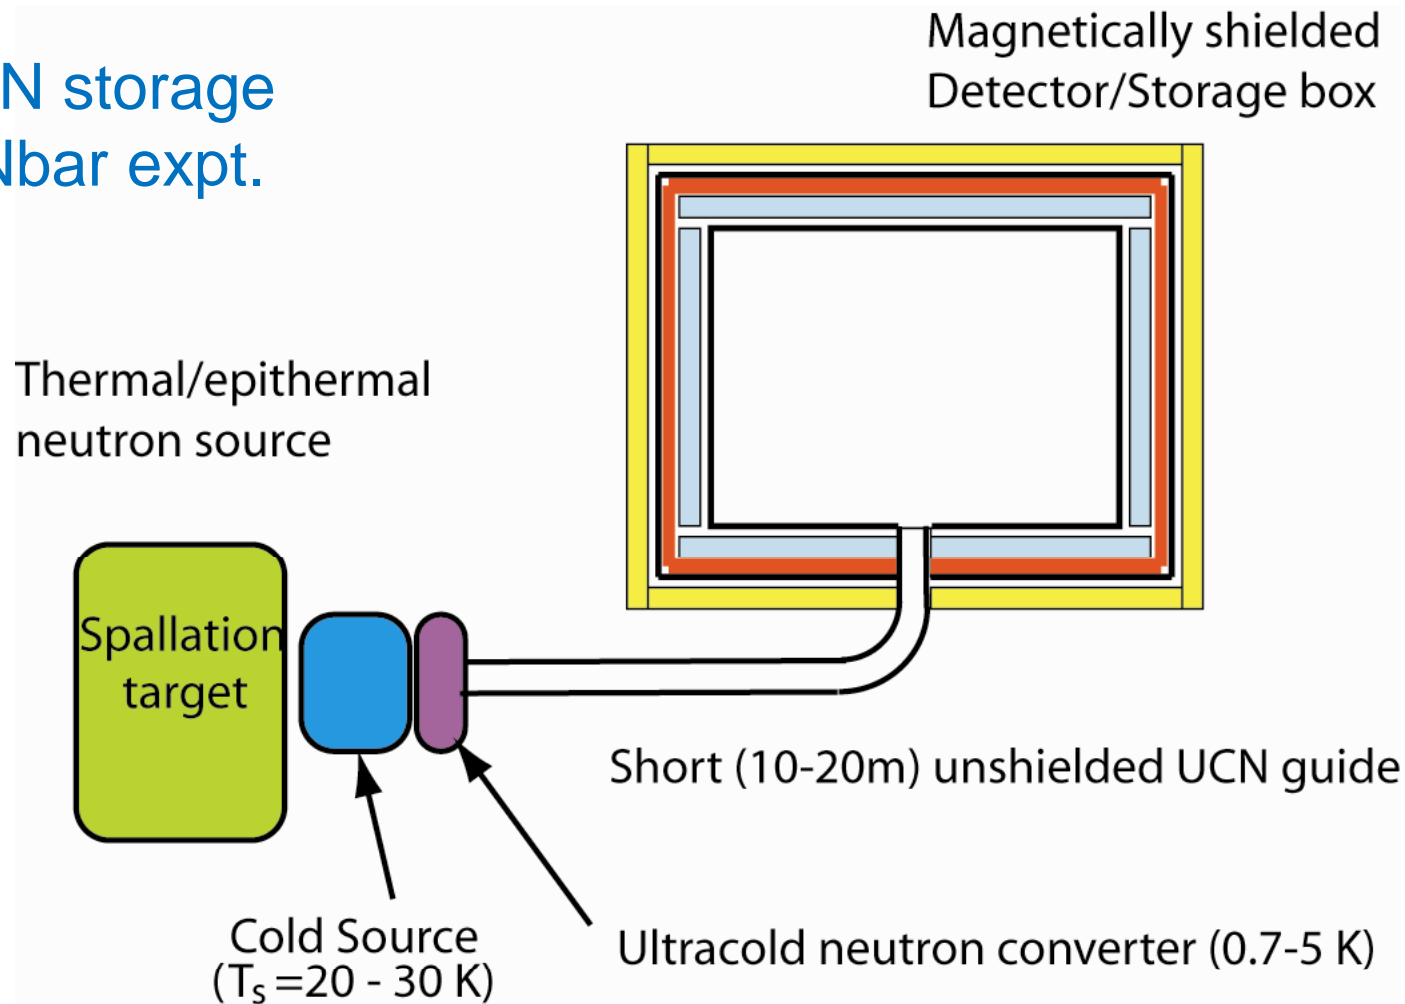 N storage
bar expt.
Magnetically shielded
Detector/Storage box
Thermal/epithermal
neutron source
Spallation
target
Short (10-20m) unshielded UCN guide
Cold Source
(Ts =20 - 30 K)
Ultracold neutron converter (0.7-5 K)